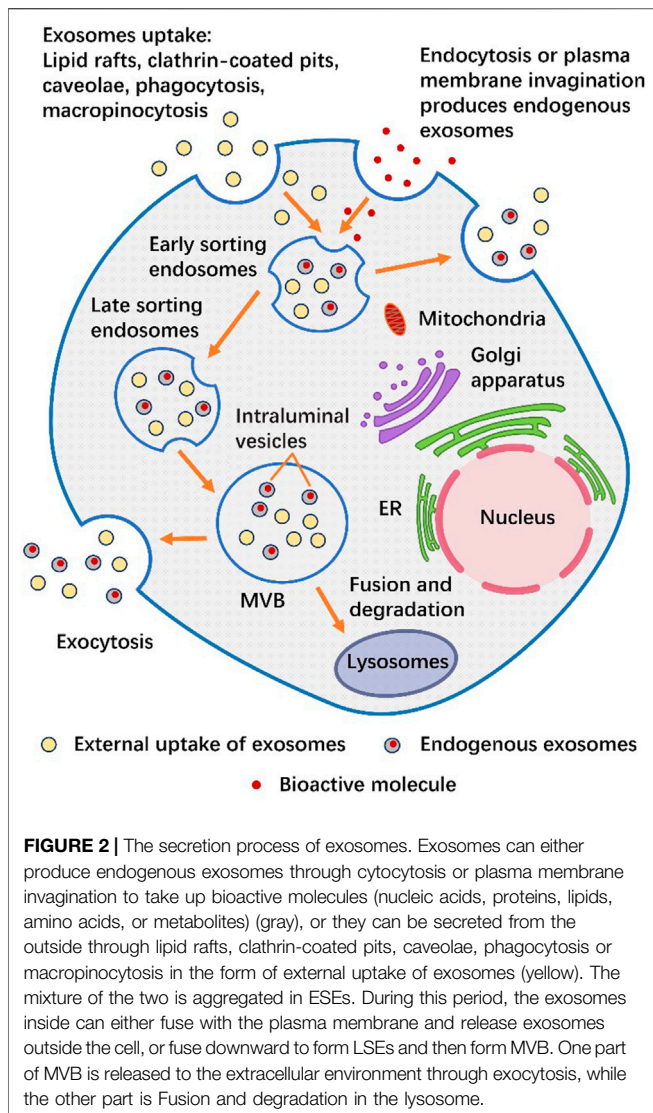 Exosomes uptake:
Lipid rafts, clathrin-coated pits,
caveolae, phagocytosis,
macropinocytosis
Endocytosis or plasma
membrane invagination
produces endogenous
exosomes
Early sorting
endosomes
Late sorting
endosomes
Mitochondria
Golgi
apparatus
Intraluminal
vesicles
ER
Nucleus
MVB
Fusion and
degradation
Exocytosis
Lysosomes
External uptake of exosomes
Endogenous exosomes
Bioactive molecule
FIGURE 2 | The secretion process of exosomes. Exosomes can either
produce endogenous exosomes through cytocytosis or plasma membrane
invagination to take up bioactive molecules (nucleic acids, proteins, lipids,
amino acids, or metabolites) (gray), or they can be secreted from the
outside through lipid rafts, clathrin-coated pits, caveolae, phagocytosis or
macropinocytosis in the form of external uptake of exosomes (yellow). The
mixture of the two is aggregated in ESEs. During this period, the exosomes
inside can either fuse with the plasma membrane and release exosomes
outside the cell, or fuse downward to form LSEs and then form MVB. One part
of MVB is released to the extracellular environment through exocytosis, while
the other part is Fusion and degradation in the lysosome.